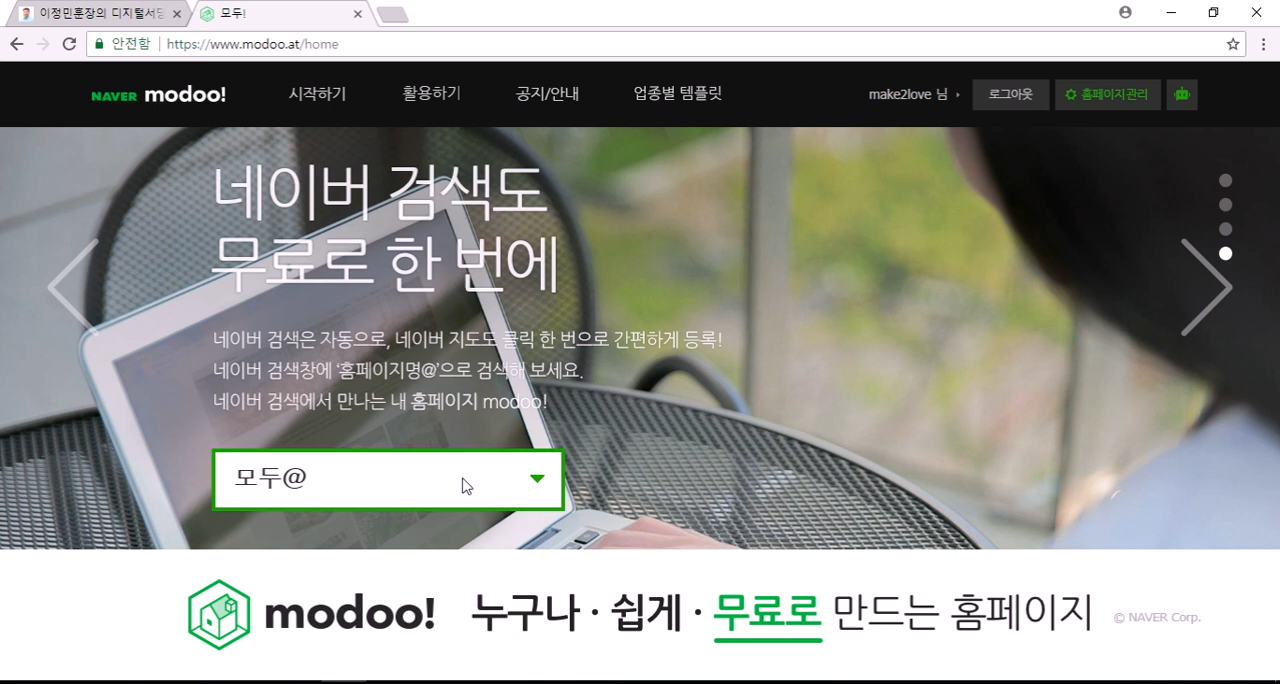 이정민훈장의 디지털서당
모두!
안전함
https://www.modoo.at/home
NAVER modoo!
시작하기
활용하기
공지/안내
업종별 템플릿
make2love 님
로그아웃
홈페이지관리
네이버 검색도
무료로 한 번에
네이버 검색은 자동으로, 네이버 지도도 클릭 한 번으로 간편하게 등록!
네이버 검색창에 '홈페이지명@'으로 검색해 보세요.
네이버 검색에서 만나는 내 홈페이지 modoo!
모두@
modoo! 누구나 · 쉽게 · 무료로 만드는 홈페이지 © NAVER Corp.